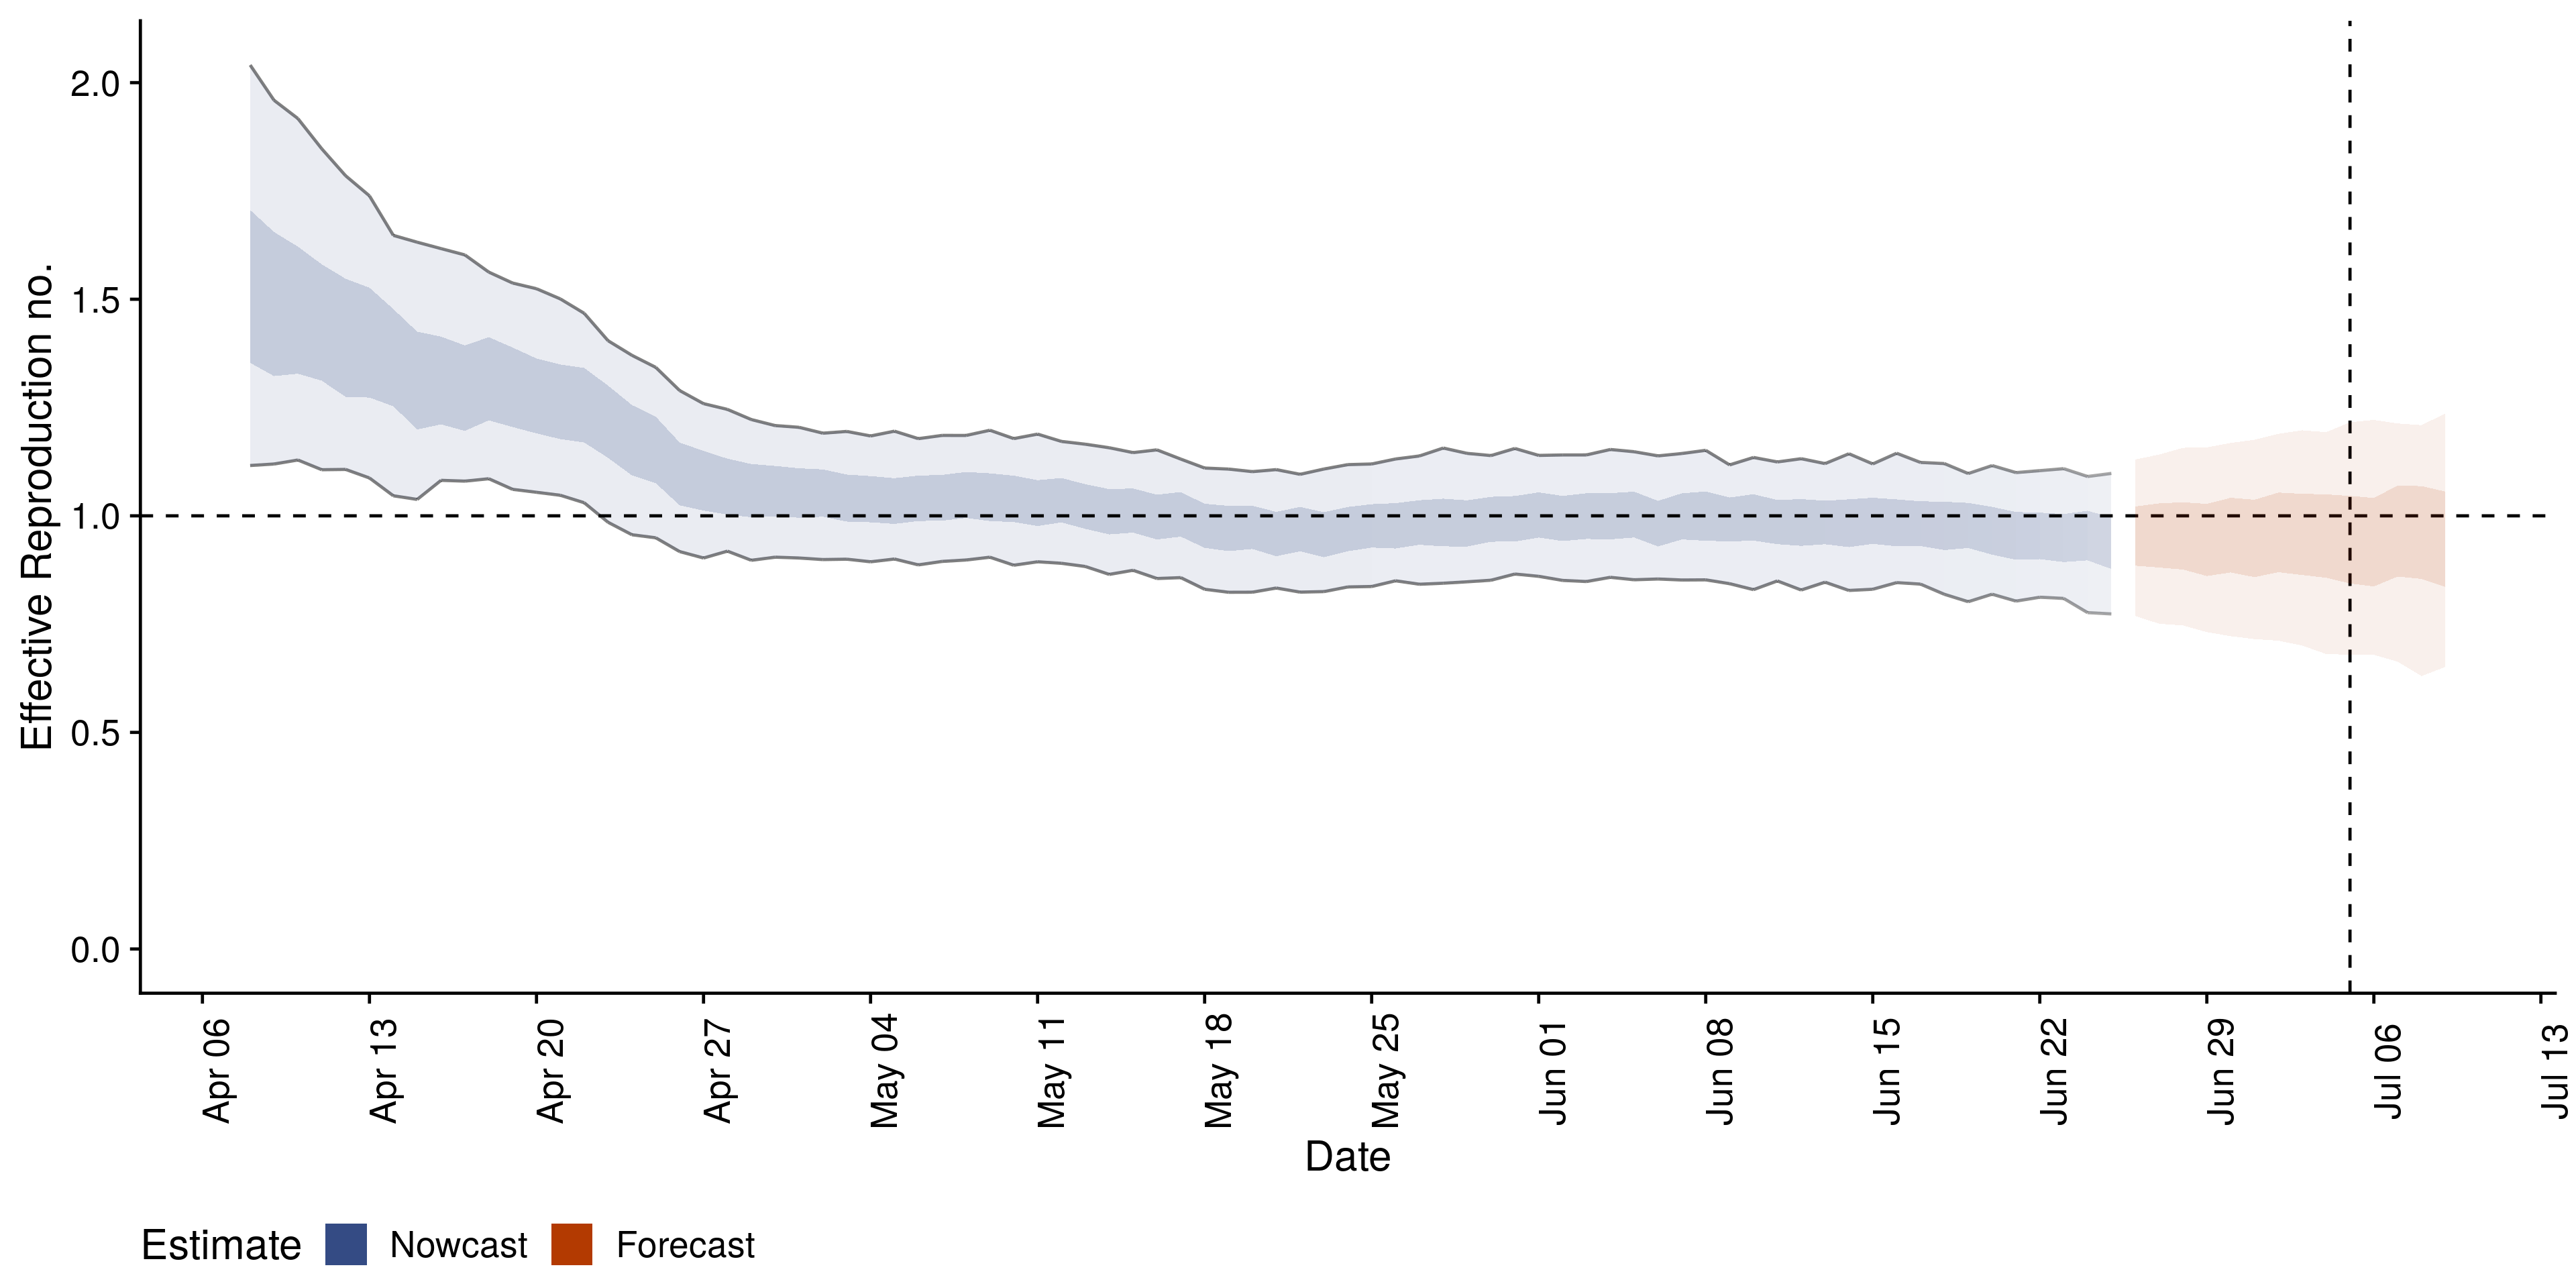 Effective Reproduction no.
2.0
1.5
1.0
0.5
0.0
Apr 06
Apr 13
Apr 20
Apr 27
May 04
May 11
May 18
May 25
Jun 01
Jun 08
Jun 15
Jun 22
Jun 29
Jul 06
Jul 13
Date
Estimate Nowcast Forecast